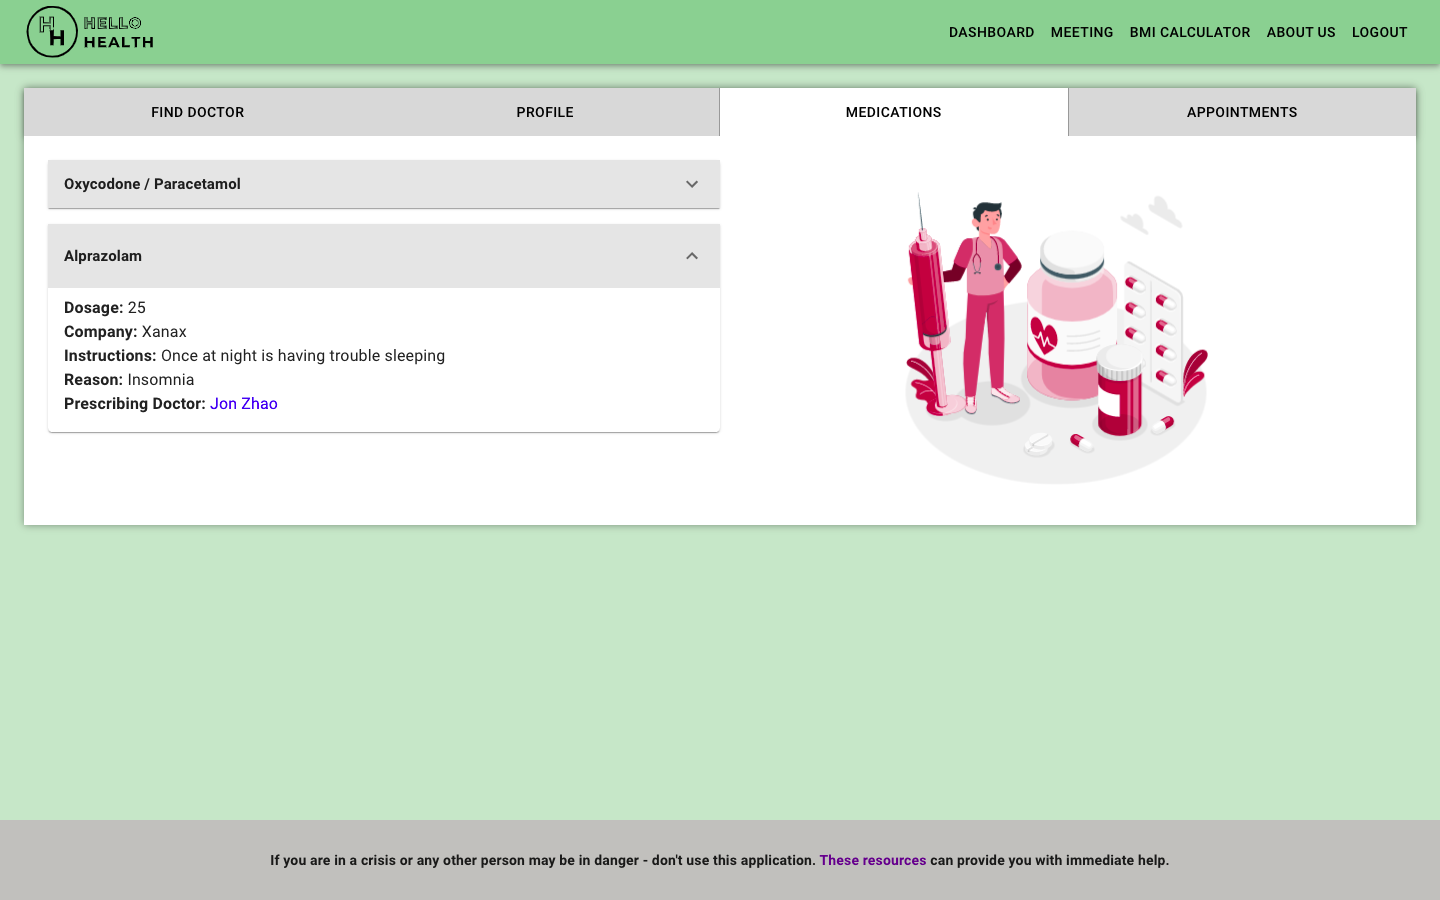 HH HELLO HEALTH
DASHBOARD MEETING BMI CALCULATOR ABOUT US LOGOUT
FIND DOCTOR PROFILE MEDICATIONS APPOINTMENTS
Oxycodone / Paracetamol
Alprazolam
Dosage: 25
Company: Xanax
Instructions: Once at night is having trouble sleeping
Reason: Insomnia
Prescribing Doctor: Jon Zhao
If you are in a crisis or any other person may be in danger - don't use this application. These resources can provide you with immediate help.